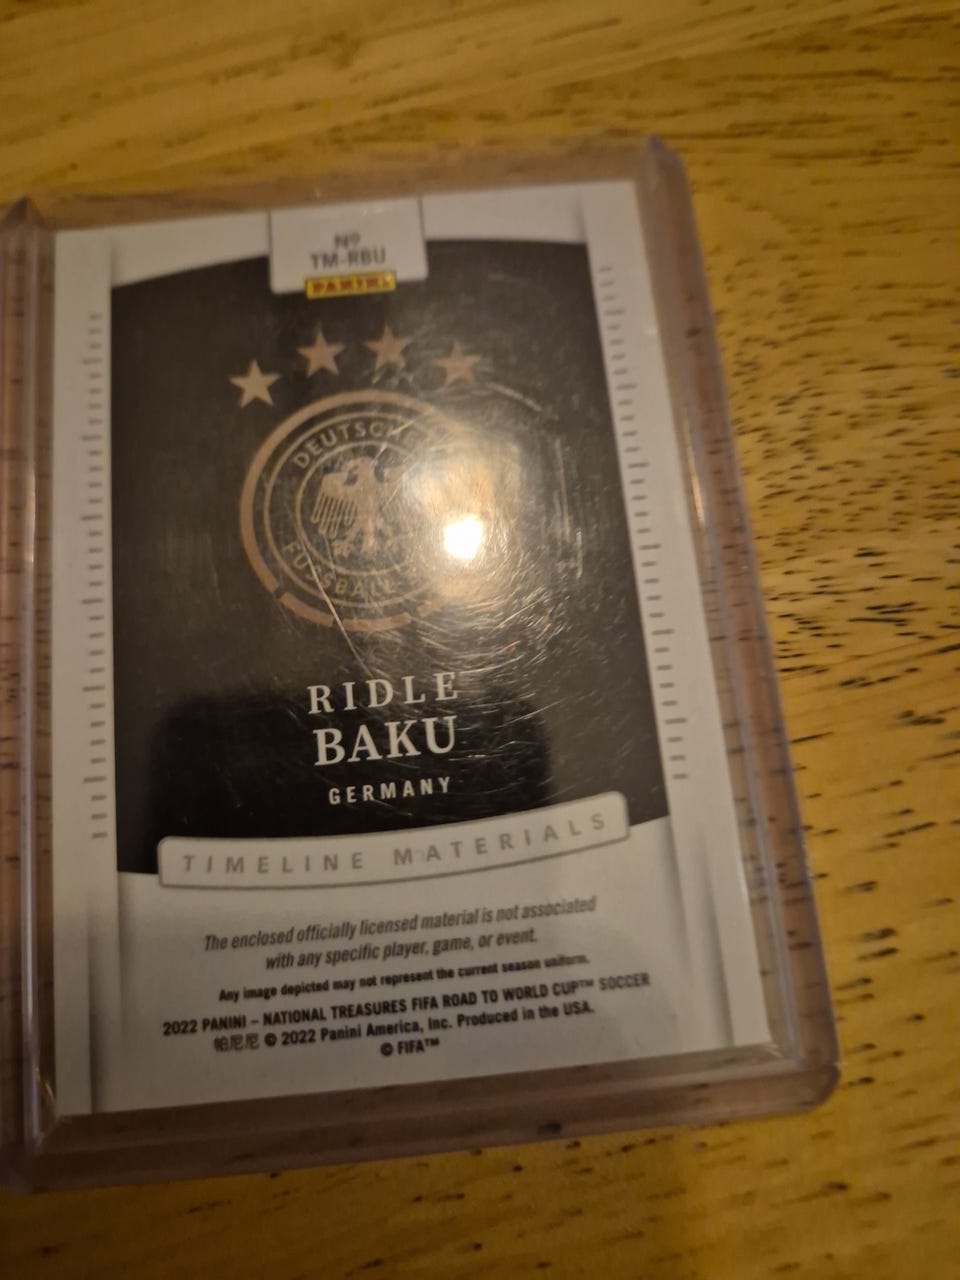 Nº
TM-RBU
PANINI
DEUTSCHER
FUSSBALL
RIDLE
BAKU
GERMANY
TIMELINE MATERIALS
The enclosed officially licensed material is not associated
with any specific player, game, or event.
Any image depicted may not represent the current season uniform.
2022 PANINI – NATIONAL TREASURES FIFA ROAD TO WORLD CUP™ SOCCER
帕尼尼 © 2022 Panini America, Inc. Produced in the USA.
© FIFA™